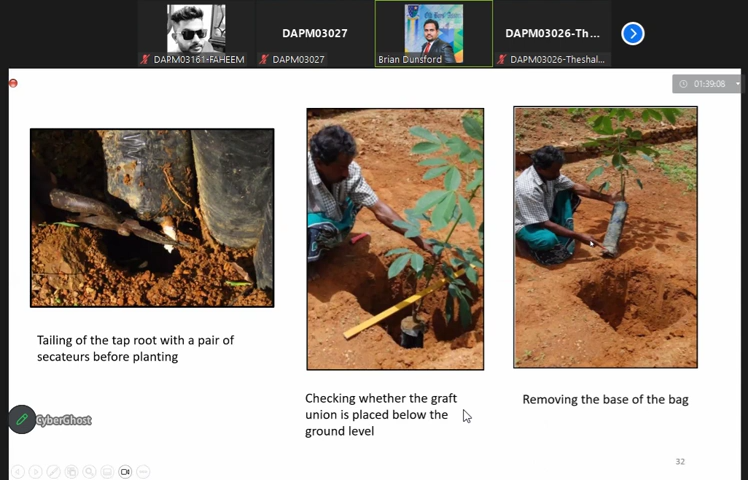 DAPM03027
DAPM03026-Th...
DAPM03161-FAHEEM
DAPM03027
Brian Dunsford
DAPM03026-Theshal...
01:39:08
Tailing of the tap root with a pair of
secateurs before planting
Checking whether the graft
union is placed below the
ground level
Removing the base of the bag
CyberGhost
32